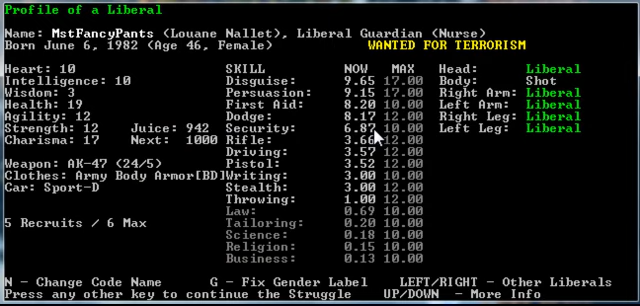 Profile of a Liberal
Name: MstFancyPants (Louane Nallet), Liberal Guardian (Nurse)
Born June 6, 1982 (Age 46, Female) WANTED FOR TERRORISM
Heart: 10 SKILL NOW MAX Head: Liberal
Intelligence: 10 Disguise: 9.65 17.00 Body: Shot
Wisdom: 3 Persuasion: 9.15 17.00 Right Arm: Liberal
Health: 19 First Aid: 8.20 10.00 Left Arm: Liberal
Agility: 12 Dodge: 8.17 12.00 Right Leg: Liberal
Strength: 12 Juice: 942 Security: 6.87 10.00 Left Leg: Liberal
Charisma: 17 Next: 1000 Rifle: 3.66 12.00
Driving: 3.57 12.00
Weapon: AK-47 (24/5) Pistol: 3.52 12.00
Clothes: Army Body Armor[BD]Writing: 3.00 10.00
Car: Sport-D Stealth: 3.00 12.00
Throwing: 1.00 12.00
Law: 0.69 10.00
5 Recruits / 6 Max Tailoring: 0.20 10.00
Science: 0.18 10.00
Religion: 0.15 10.00
Business: 0.13 10.00
N - Change Code Name G - Fix Gender Label LEFT/RIGHT - Other Liberals
Press any other key to continue the Struggle UP/DOWN - More Info